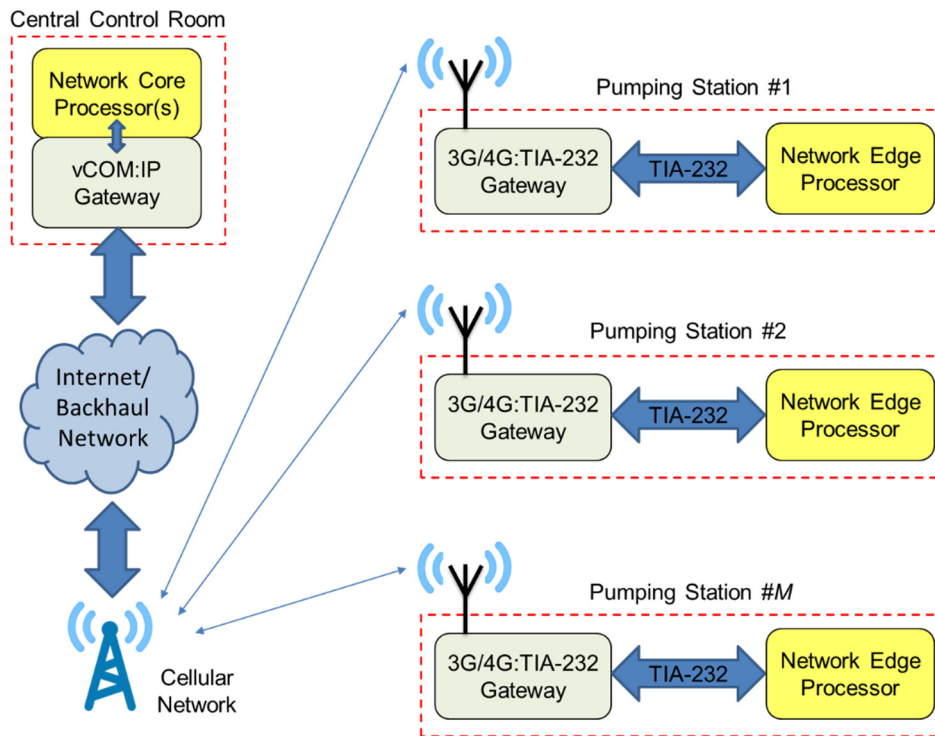 Central Control Room
Network Core
Processor(s)
vCOM:IP
Gateway
Internet/
Backhaul
Network
Cellular
Network
Pumping Station #1
3G/4G:TIA-232
Gateway
TIA-232
Network Edge
Processor
Pumping Station #2
3G/4G:TIA-232
Gateway
TIA-232
Network Edge
Processor
Pumping Station #M
3G/4G:TIA-232
Gateway
TIA-232
Network Edge
Processor